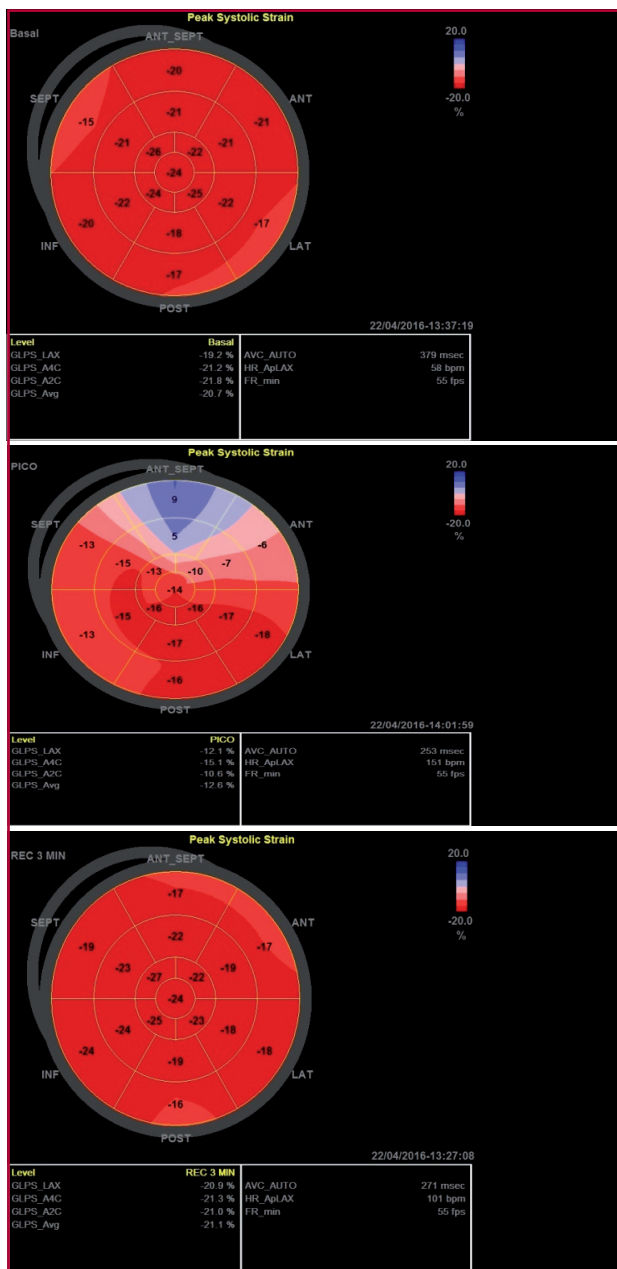 Peak Systolic Strain
Basal
ANT_SEPT
20.0
-20.0
%
SEPT
ANT
-20
-15
-21
-21
-21
-21
-26
-22
-24
-24
-25
-22
-22
-20
-17
-18
-17
INF
LAT
POST
22/04/2016-13:37:19
Level Basal
GLPS_LAX -19.2 % AVC_AUTO 379 msec
GLPS_A4C -21.2 % HR_ApLAX 58 bpm
GLPS_A2C -21.8 % FR_min 55 fps
GLPS_Avg -20.7 %
Peak Systolic Strain
PICO
ANT_SEPT
20.0
-20.0
%
SEPT
ANT
9
5
-13
-6
-15
-7
-13
-10
-14
-16
-16
-15
-17
-13
-18
-17
-16
INF
LAT
POST
22/04/2016-14:01:59
Level PICO
GLPS_LAX -12.1 % AVC_AUTO 253 msec
GLPS_A4C -15.1 % HR_ApLAX 151 bpm
GLPS_A2C -10.6 % FR_min 55 fps
GLPS_Avg -12.6 %
Peak Systolic Strain
REC 3 MIN
ANT_SEPT
20.0
-20.0
%
SEPT
ANT
-17
-19
-17
-22
-23
-19
-27
-22
-24
-25
-23
-24
-18
-24
-18
-19
-16
INF
LAT
POST
22/04/2016-13:27:08
Level REC 3 MIN
GLPS_LAX -20.9 % AVC_AUTO 271 msec
GLPS_A4C -21.3 % HR_ApLAX 101 bpm
GLPS_A2C -21.0 % FR_min 55 fps
GLPS_Avg -21.1 %